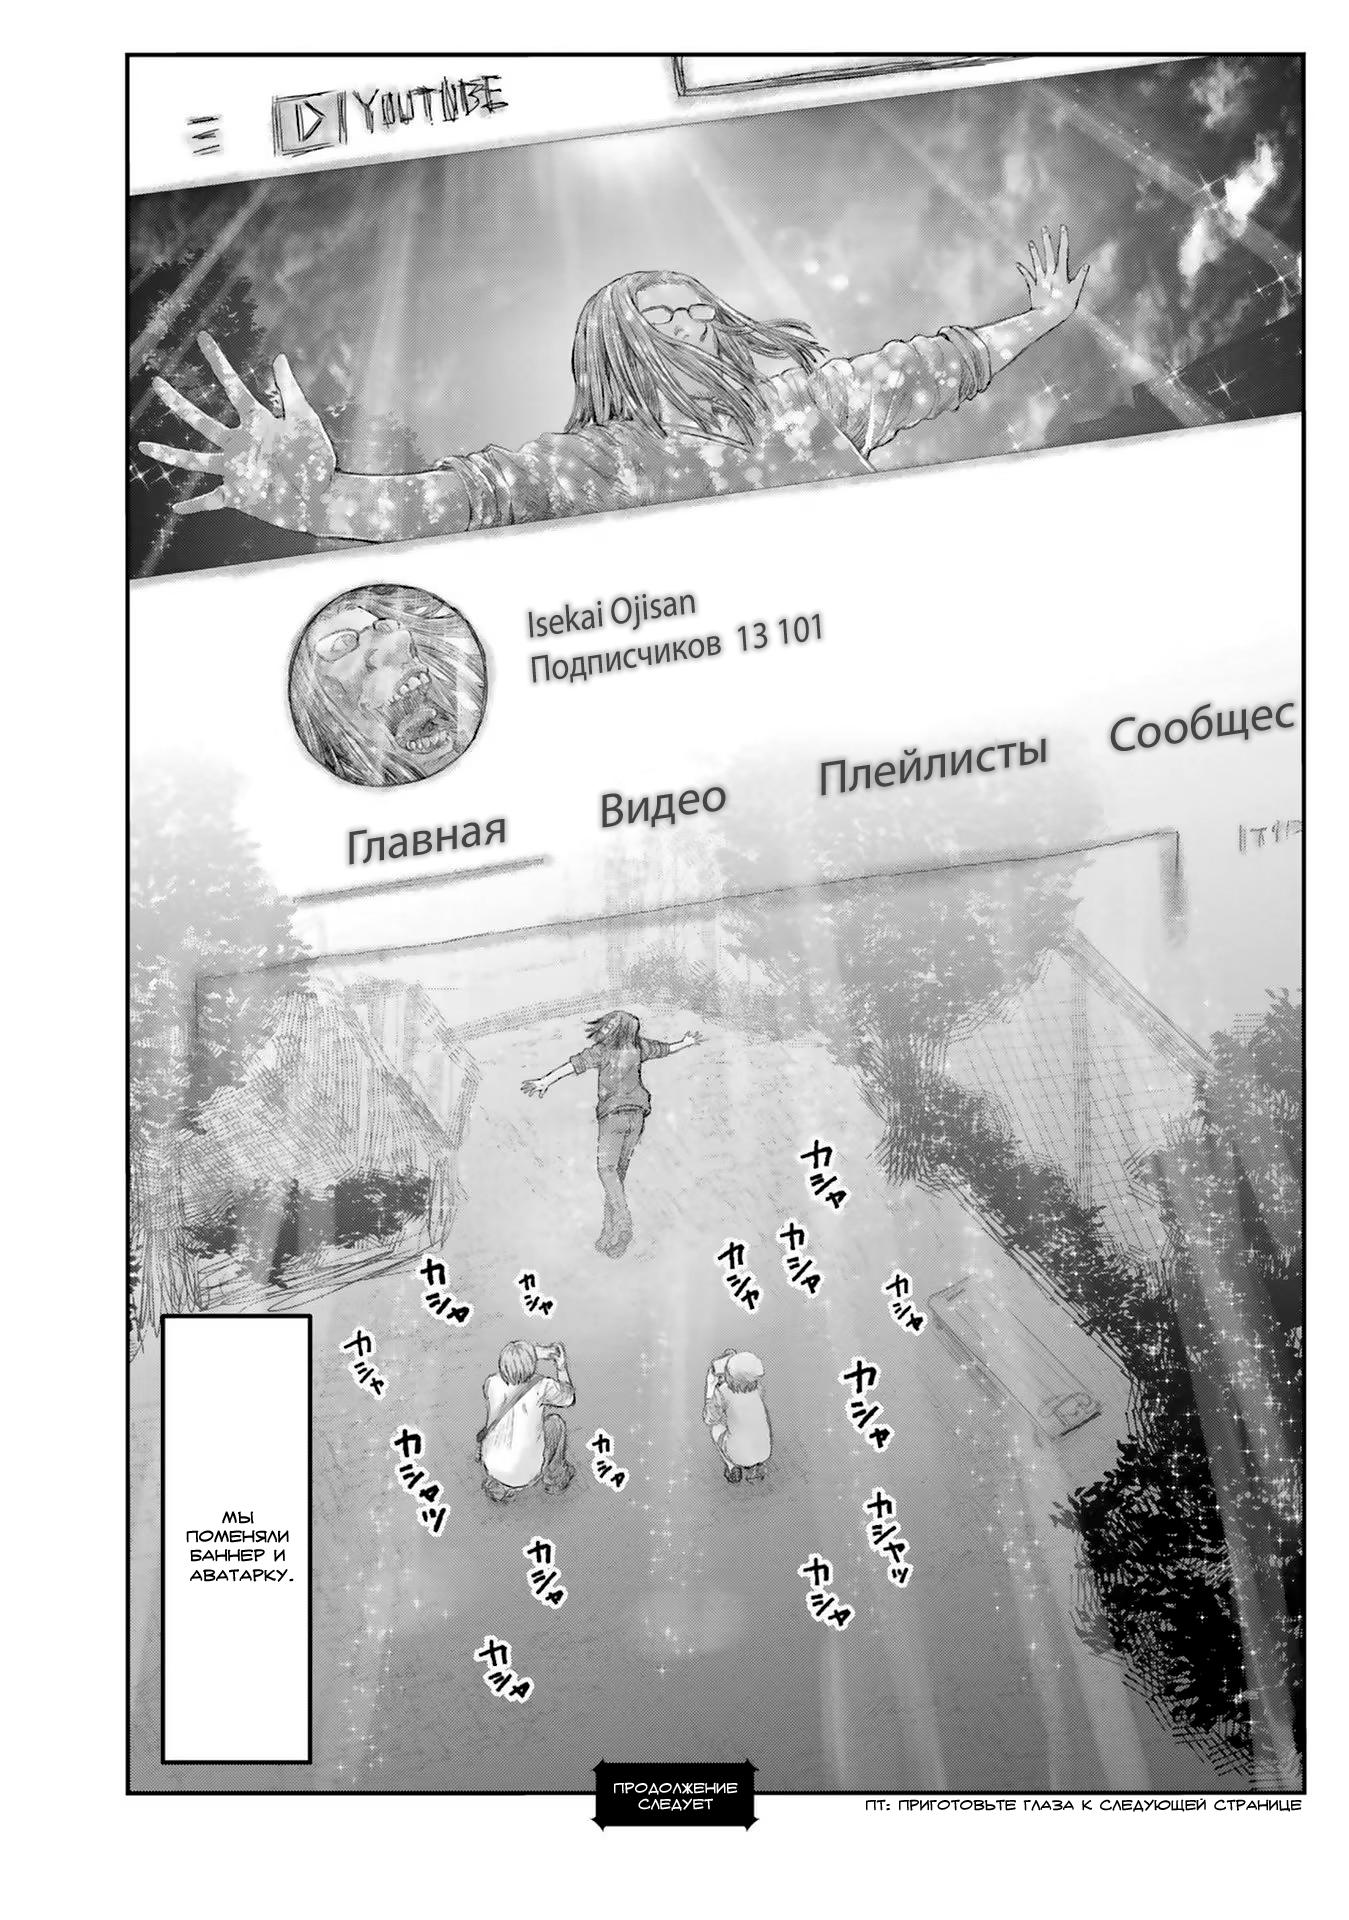 YOUTUBE
Isekai Ojisan
Подписчиков 13 101
Главная Видео Плейлисты Сообщес
カシャ
カシャ
カシャ
カシャ
カシャ
カシャ
カシャ
カシャ
カシャッ
カシャ
カシャッ
カシャ
カシャ
カシャ
МЫ
ПОМЕНЯЛИ
БАННЕР И
АВАТАРКУ.
ПРОДОЛЖЕНИЕ
СЛЕДУЕТ
ПТ: ПРИГОТОВЬТЕ ГЛАЗА К СЛЕДУЮЩЕЙ СТРАНИЦЕ